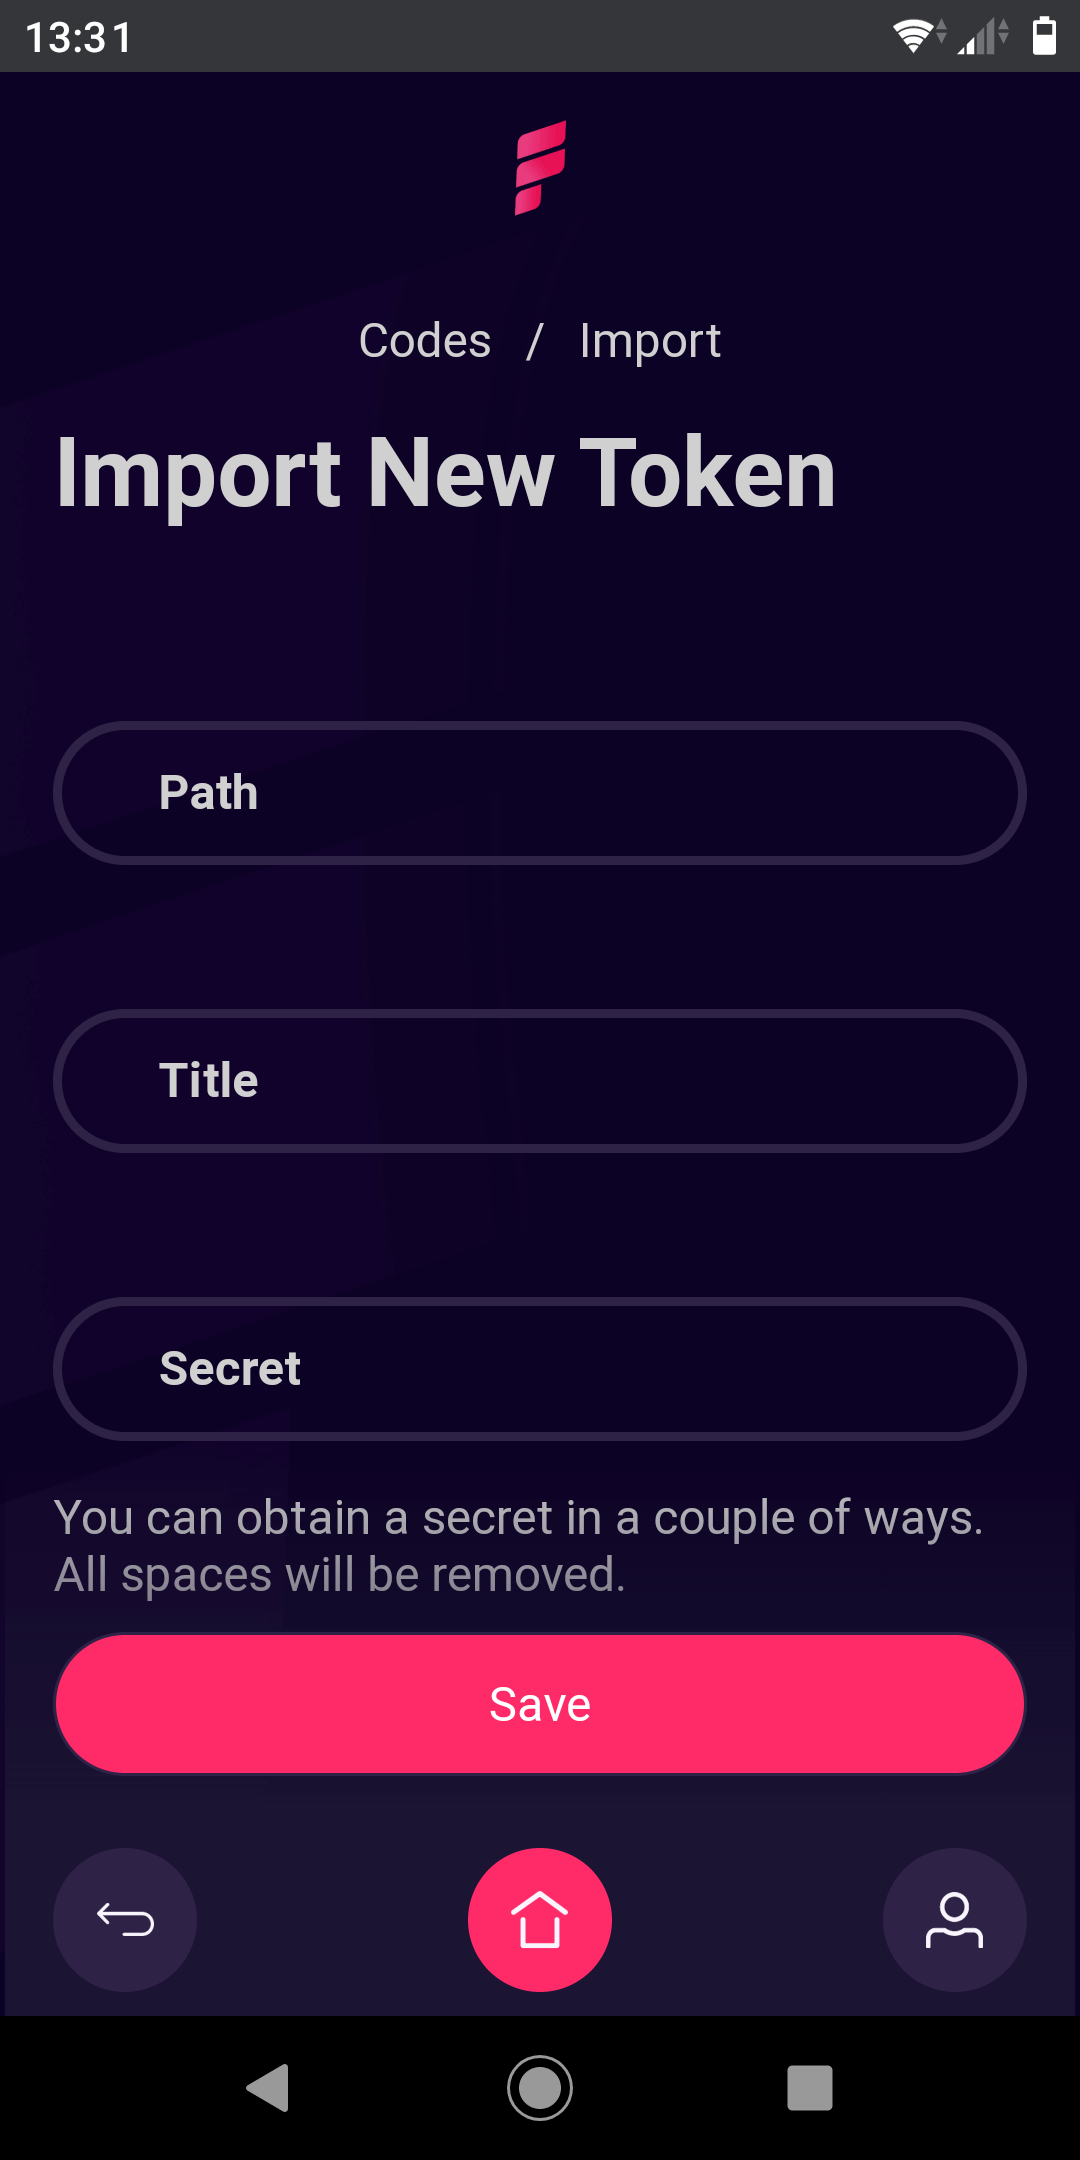 13:31
Codes / Import
Import New Token
Path
Title
Secret
You can obtain a secret in a couple of ways.
All spaces will be removed.
Save